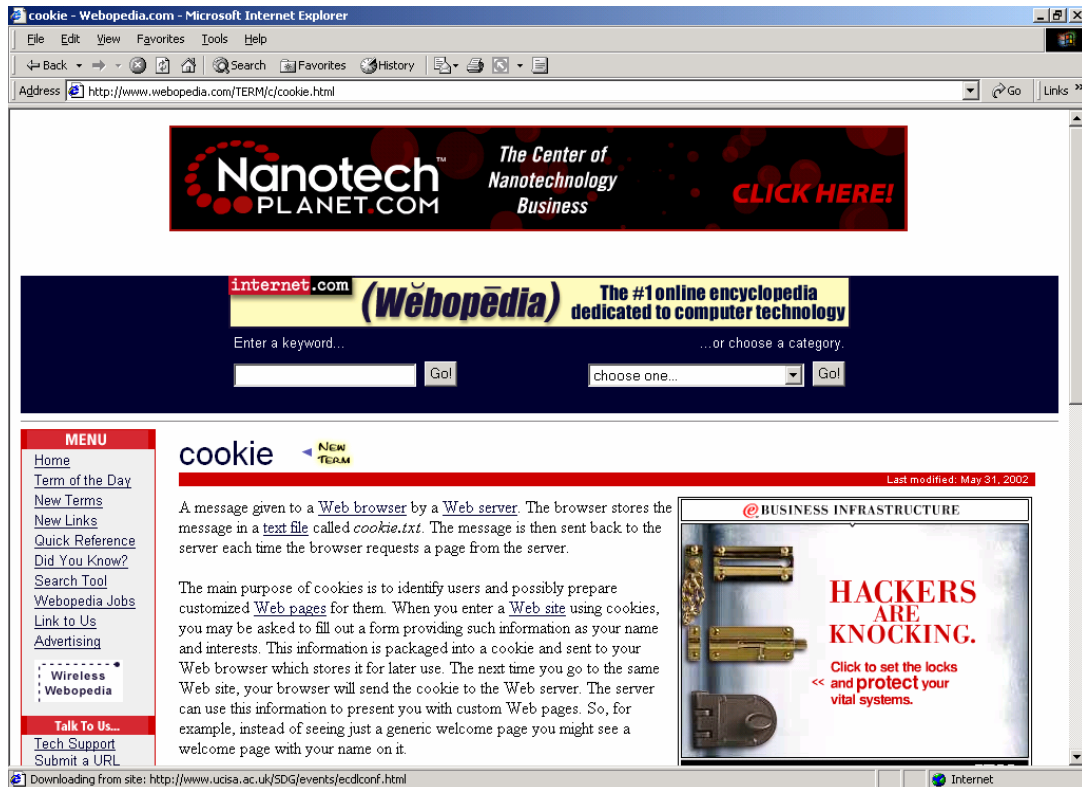 cookie - Webopedia.com - Microsoft Internet Explorer
File Edit View Favorites Tools Help
Back Search Favorites History
Address http://www.webopedia.com/TERM/c/cookie.html Go Links »
Nanotech™
PLANET.COM
The Center of
Nanotechnology
Business
CLICK HERE!
internet.com
(Wĕbopēdia)
The #1 online encyclopedia
dedicated to computer technology
Enter a keyword... ...or choose a category.
Go! choose one... Go!
MENU
Home
Term of the Day
New Terms
New Links
Quick Reference
Did You Know?
Search Tool
Webopedia Jobs
Link to Us
Advertising
Wireless
Webopedia
Talk To Us...
Tech Support
Submit a URL
cookie
NEW
TERM
Last modified: May 31, 2002
A message given to a Web browser by a Web server. The browser stores the
message in a text file called cookie.txt. The message is then sent back to the
server each time the browser requests a page from the server.
The main purpose of cookies is to identify users and possibly prepare
customized Web pages for them. When you enter a Web site using cookies,
you may be asked to fill out a form providing such information as your name
and interests. This information is packaged into a cookie and sent to your
Web browser which stores it for later use. The next time you go to the same
Web site, your browser will send the cookie to the Web server. The server
can use this information to present you with custom Web pages. So, for
example, instead of seeing just a generic welcome page you might see a
welcome page with your name on it.
e BUSINESS INFRASTRUCTURE
HACKERS
ARE
KNOCKING.
Click to set the locks
<< and protect your
vital systems.
Downloading from site: http://www.ucisa.ac.uk/SDG/events/ecdlconf.html Internet